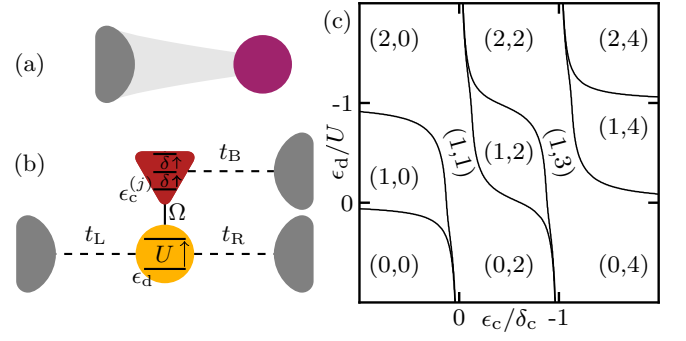 (a)
(b)
δ↑
δ↑
ϵ_c^(j)
t_B
Ω
t_L
U
t_R
ϵ_d
(c)
(2,0) (2,2) (2,4)
-1
(1,1) (1,2) (1,3) (1,4)
ϵ_d/U
(1,0)
0
(0,0) (0,2) (0,4)
0 ϵ_c/δ_c -1